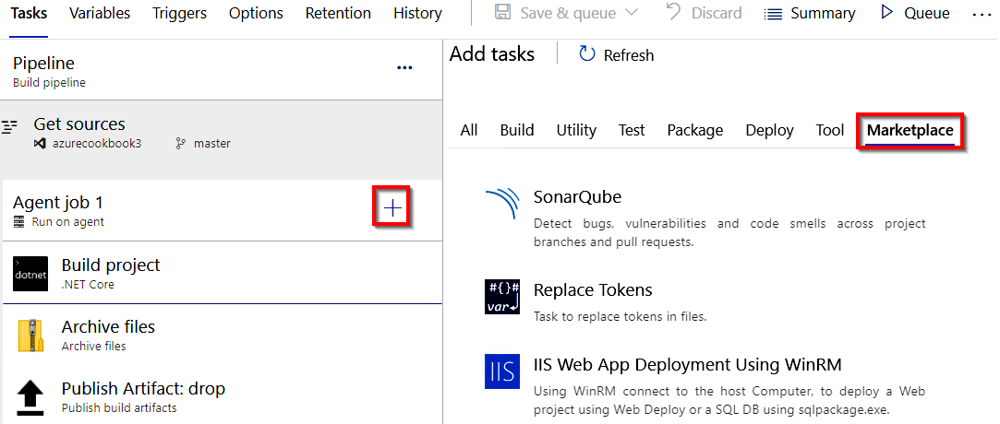 Tasks Variables Triggers Options Retention History Save & queue Discard Summary Queue ...
Pipeline
Build pipeline
Get sources
azurecookbook3 master
Agent job 1
Run on agent
dotnet
Build project
.NET Core
Archive files
Archive files
Publish Artifact: drop
Publish build artifacts
Add tasks Refresh
All Build Utility Test Package Deploy Tool Marketplace
SonarQube
Detect bugs, vulnerabilities and code smells across project
branches and pull requests.
#{}#
var
Replace Tokens
Task to replace tokens in files.
IIS
IIS Web App Deployment Using WinRM
Using WinRM connect to the host Computer, to deploy a Web
project using Web Deploy or a SQL DB using sqlpackage.exe.